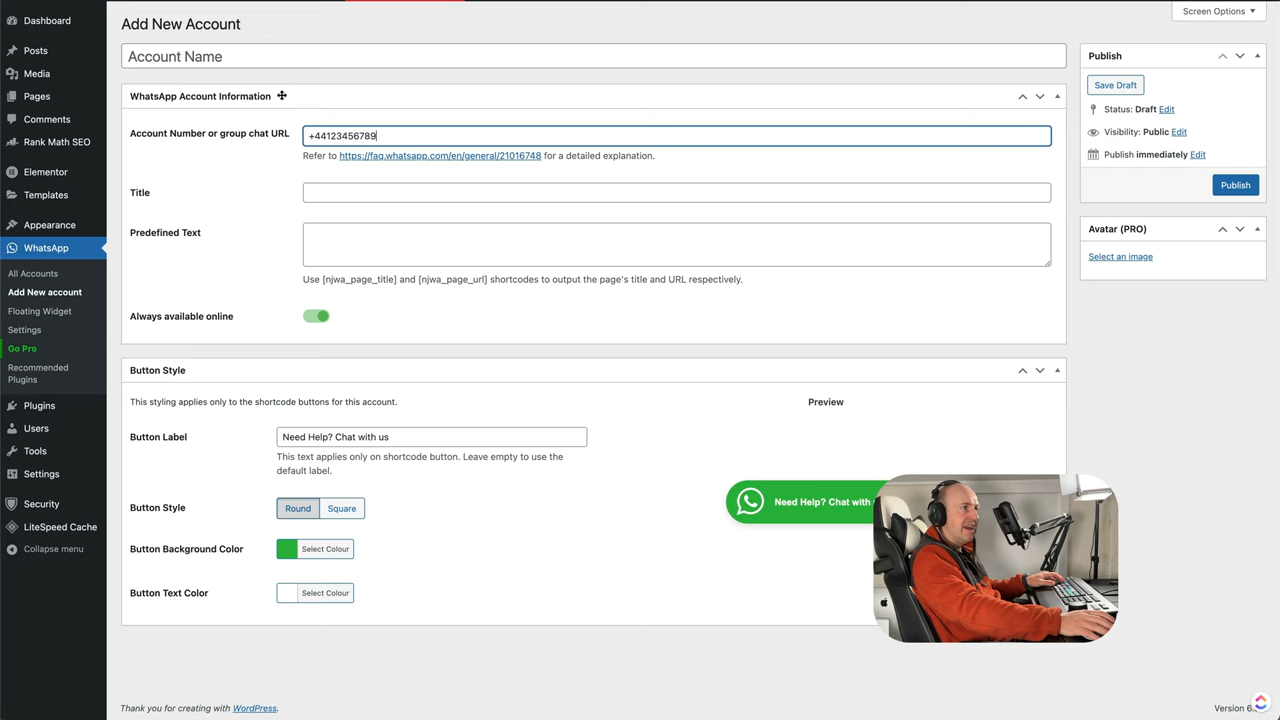 Dashboard
Posts
Media
Pages
Comments
Rank Math SEO
Elementor
Templates
Appearance
WhatsApp
All Accounts
Add New account
Floating Widget
Settings
Go Pro
Recommended
Plugins
Plugins
Users
Tools
Settings
Security
LiteSpeed Cache
Collapse menu
Screen Options
Add New Account
Account Name
WhatsApp Account Information
Account Number or group chat URL
+44123456789
Refer to https://faq.whatsapp.com/en/general/21016748 for a detailed explanation.
Title
Predefined Text
Use [njwa_page_title] and [njwa_page_url] shortcodes to output the page's title and URL respectively.
Always available online
Button Style
This styling applies only to the shortcode buttons for this account.
Preview
Button Label
Need Help? Chat with us
This text applies only on shortcode button. Leave empty to use the
default label.
Button Style
Round
Square
Need Help? Chat with
Button Background Color
Select Colour
Button Text Color
Select Colour
Publish
Save Draft
Status: Draft Edit
Visibility: Public Edit
Publish immediately Edit
Publish
Avatar (PRO)
Select an image
Thank you for creating with WordPress.
Version